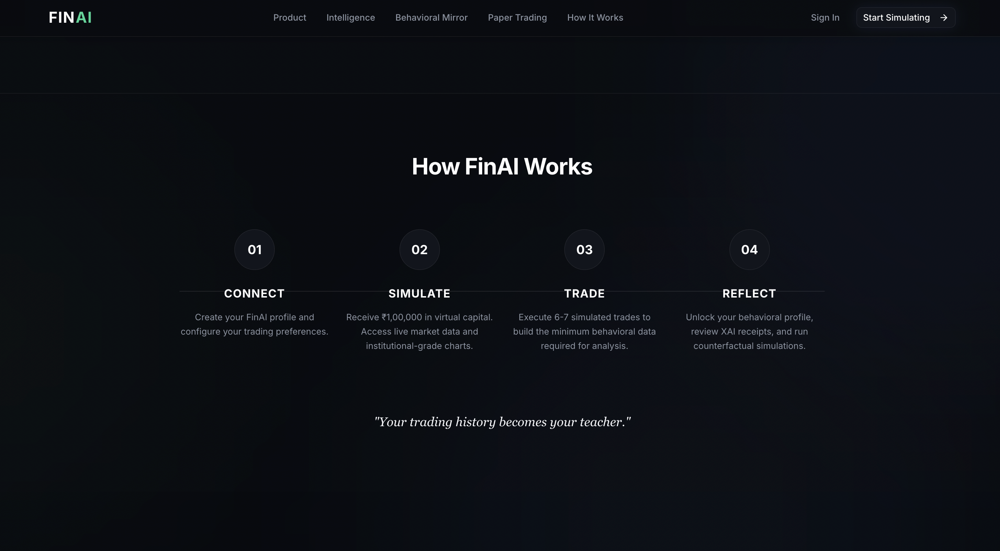 FINAI Product Intelligence Behavioral Mirror Paper Trading How It Works Sign In Start Simulating →
How FinAI Works
01 02 03 04
CONNECT SIMULATE TRADE REFLECT
Create your FinAI profile and
configure your trading preferences.
Receive ₹1,00,000 in virtual capital.
Access live market data and
institutional-grade charts.
Execute 6-7 simulated trades to
build the minimum behavioral data
required for analysis.
Unlock your behavioral profile,
review XAI receipts, and run
counterfactual simulations.
"Your trading history becomes your teacher."